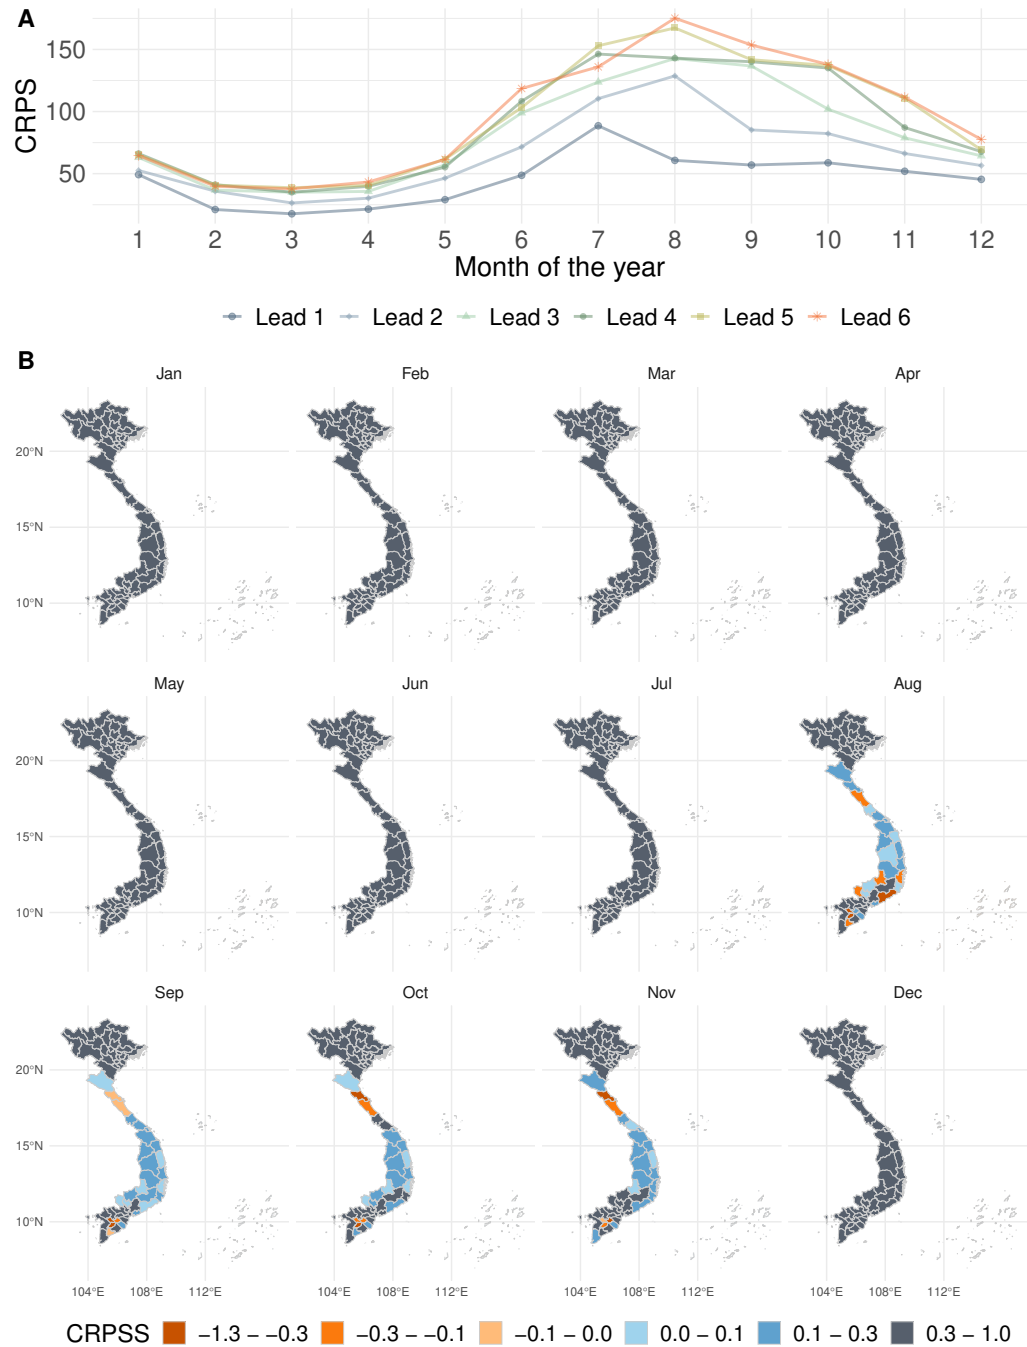 A
CRPS
150
100
50
1 2 3 4 5 6 7 8 9 10 11 12
Month of the year
Lead 1 Lead 2 Lead 3 Lead 4 Lead 5 Lead 6
B
Jan Feb Mar Apr
20°N
15°N
10°N
May Jun Jul Aug
20°N
15°N
10°N
Sep Oct Nov Dec
20°N
15°N
10°N
104°E 108°E 112°E 104°E 108°E 112°E 104°E 108°E 112°E 104°E 108°E 112°E
CRPSS −1.3 − −0.3 −0.3 − −0.1 −0.1 − 0.0 0.0 − 0.1 0.1 − 0.3 0.3 − 1.0